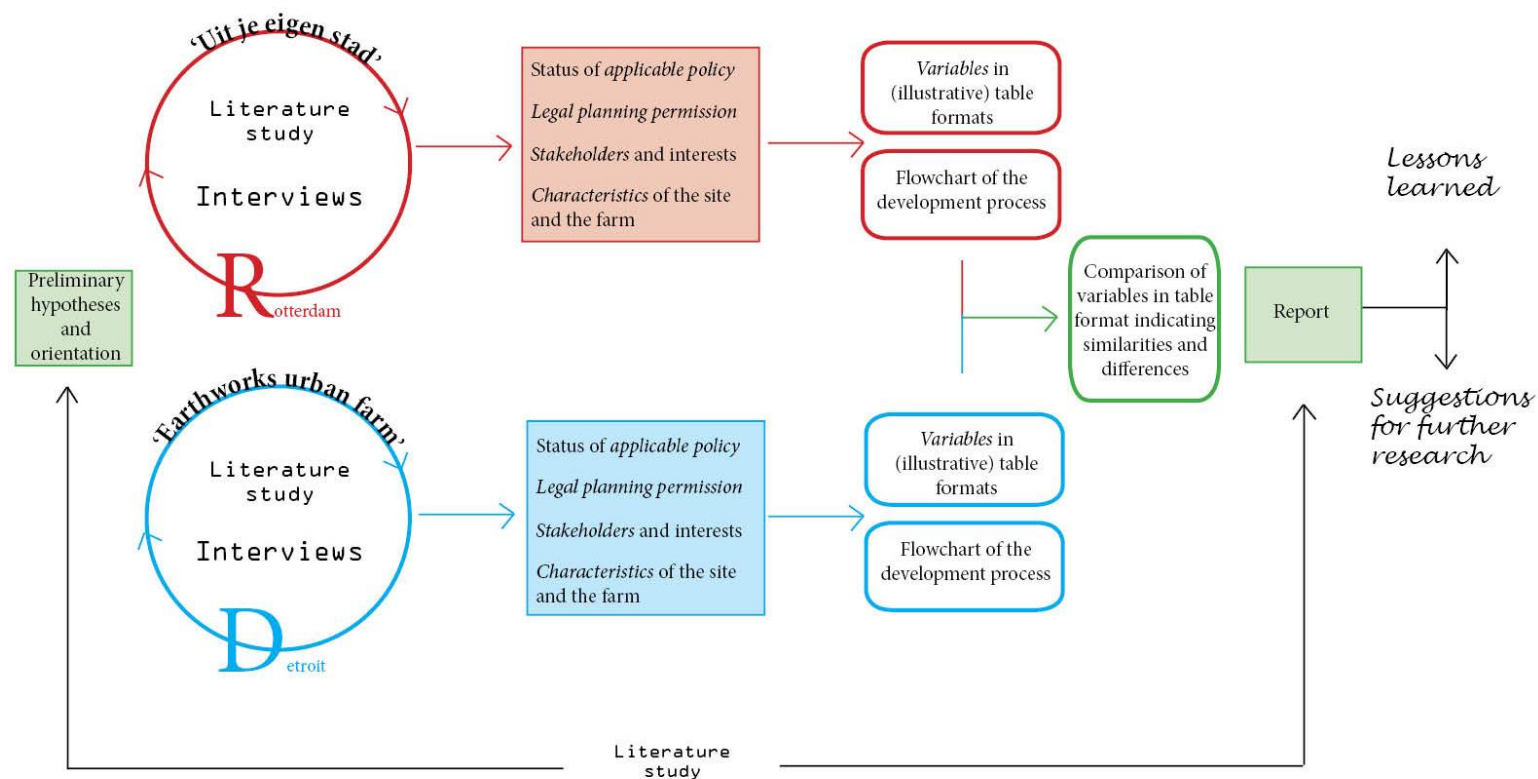 Preliminary
hypotheses
and
orientation
‘Uit je eigen stad’
Literature
study
Interviews
Rotterdam
Status of applicable policy
Legal planning permission
Stakeholders and interests
Characteristics of the site
and the farm
Variables in
(illustrative) table
formats
Flowchart of the
development process
‘Earthworks urban farm’
Literature
study
Interviews
Detroit
Status of applicable policy
Legal planning permission
Stakeholders and interests
Characteristics of the site
and the farm
Variables in
(illustrative) table
formats
Flowchart of the
development process
Comparison of
variables in table
format indicating
similarities and
differences
Report
Lessons
learned
Suggestions
for further
research
Literature
study